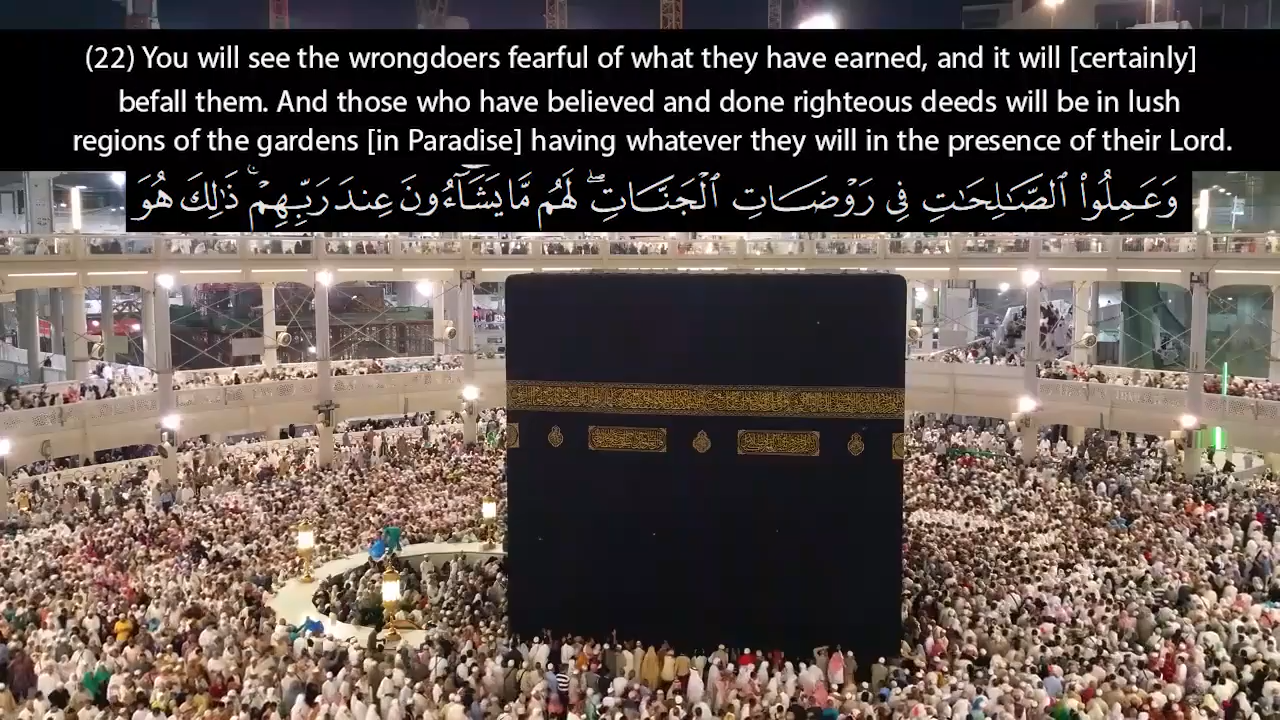 (22) You will see the wrongdoers fearful of what they have earned, and it will [certainly]
befall them. And those who have believed and done righteous deeds will be in lush
regions of the gardens [in Paradise] having whatever they will in the presence of their Lord.
وَعَمِلُوا۟ ٱلصَّـٰلِحَـٰتِ فِى رَوْضَاتِ ٱلْجَنَّاتِ ۖ لَهُم مَّا يَشَآءُونَ عِندَ رَبِّهِمْ ۚ ذَٰلِكَ هُوَ